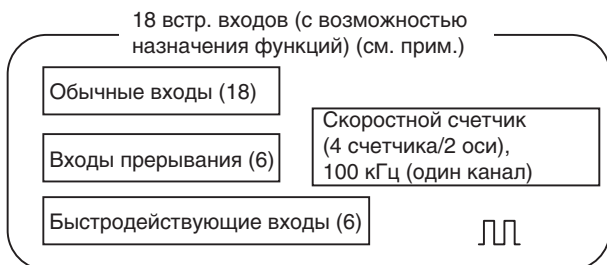 18 встр. входов (с возможностью
назначения функций) (см. прим.)
Обычные входы (18)
Скоростной счетчик
(4 счетчика/2 оси),
100 кГц (один канал)
Входы прерывания (6)
Быстродействующие входы (6)